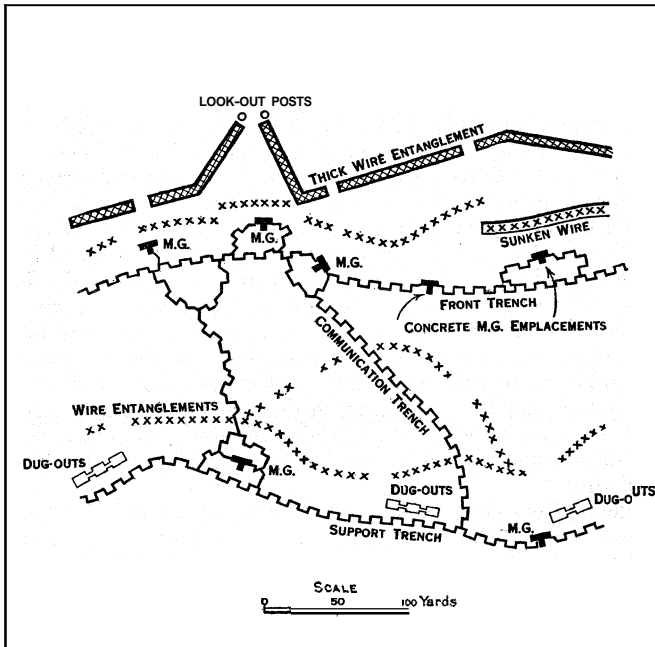 LOOK-OUT POSTS
THICK WIRE ENTANGLEMENT
M.G.
M.G.
SUNKEN WIRE
M.G.
FRONT TRENCH
CONCRETE M.G. EMPLACEMENTS
COMMUNICATION TRENCH
WIRE ENTANGLEMENTS
DUG-OUTS
M.G.
DUG-OUTS
DUG-OUTS
M.G.
SUPPORT TRENCH
SCALE
0 50 100 Yards